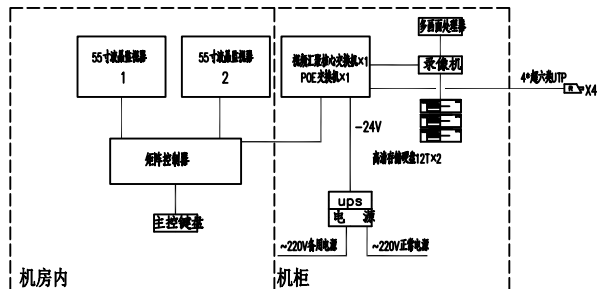 多画面处理器
55寸液晶监视器
1
55寸液晶监视器
2
视频汇聚核心交换机×1
POE交换机×1
录像机
4*超六类UTP
X4
-24V
矩阵控制器
高清存储硬盘12T×2
ups
电 源
主控键盘
~220V备用电源
~220V正常电源
机房内
机柜